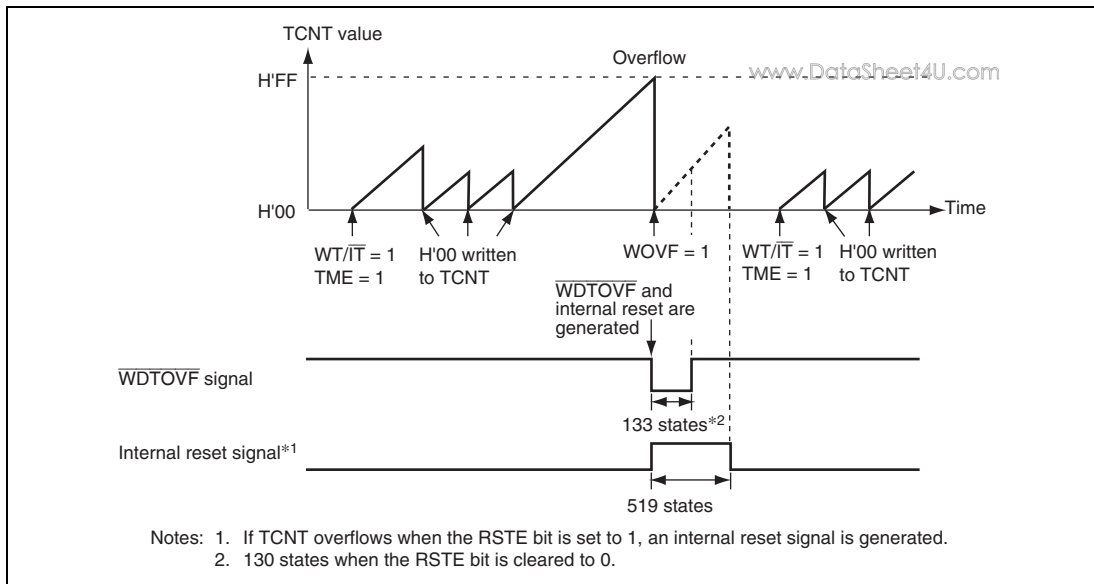 TCNT value
Overflow
www.DataSheet4U.com
H'FF
H'00
Time
WT/IT = 1
TME = 1
H'00 written
to TCNT
WOVF = 1
WT/IT = 1
TME = 1
H'00 written
to TCNT
WDTOVF and
internal reset are
generated
WDTOVF signal
133 states*2
Internal reset signal*1
519 states
Notes: 1. If TCNT overflows when the RSTE bit is set to 1, an internal reset signal is generated.
2. 130 states when the RSTE bit is cleared to 0.